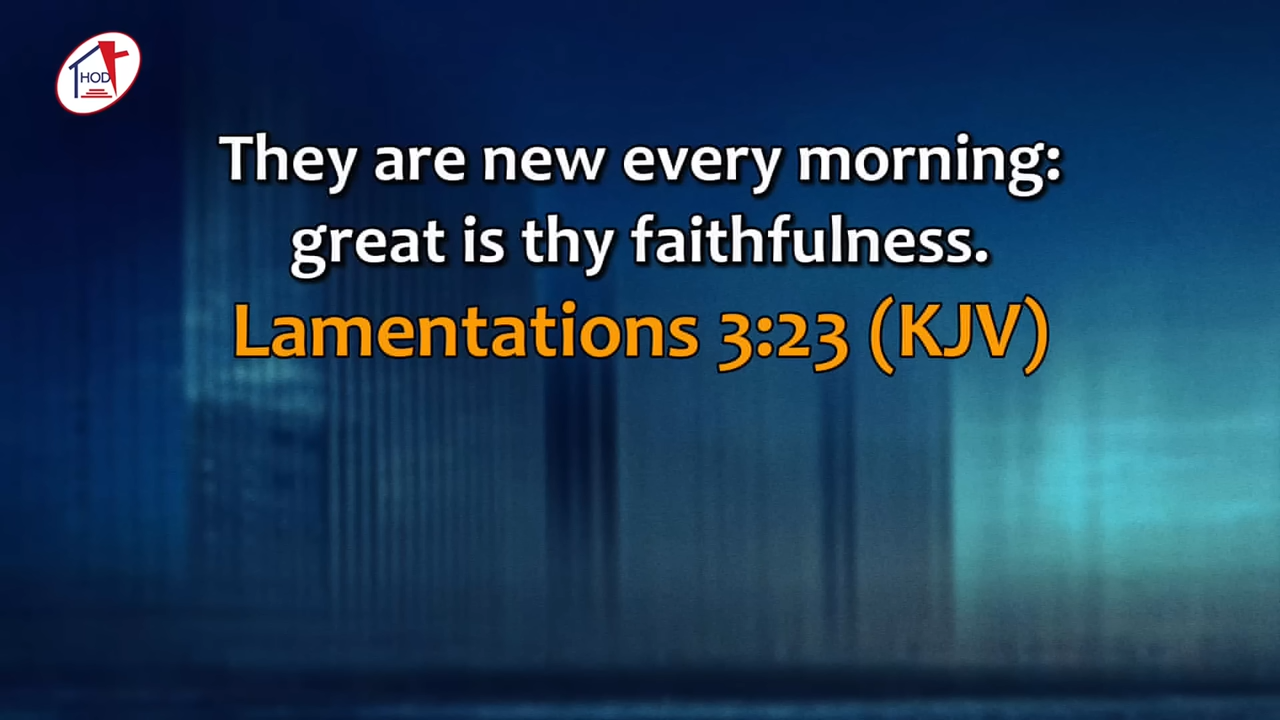 HOD
They are new every morning:
great is thy faithfulness.
Lamentations 3:23 (KJV)